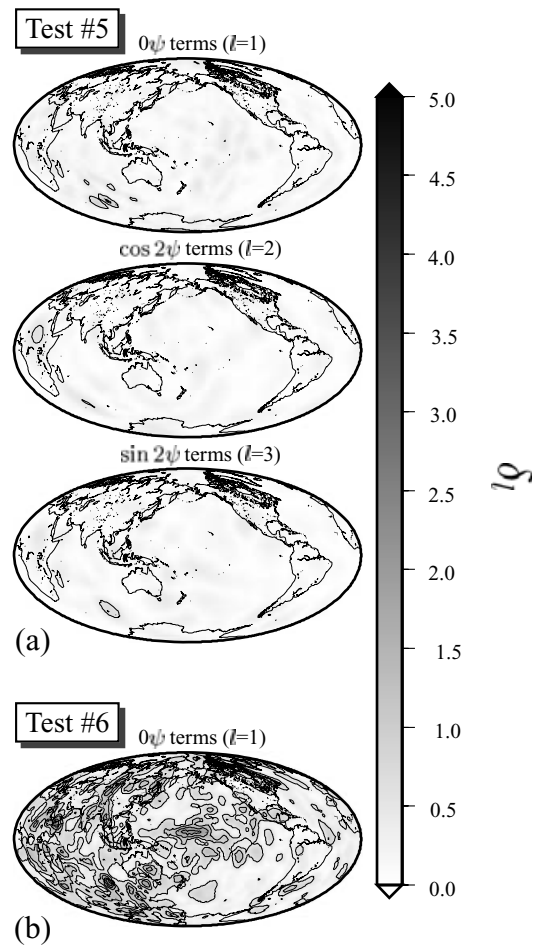 Test #5
0ψ terms (l=1)
cos 2ψ terms (l=2)
sin 2ψ terms (l=3)
(a)
Test #6
0ψ terms (l=1)
(b)
5.0
4.5
4.0
3.5
3.0
2.5
2.0
1.5
1.0
0.5
0.0
δl